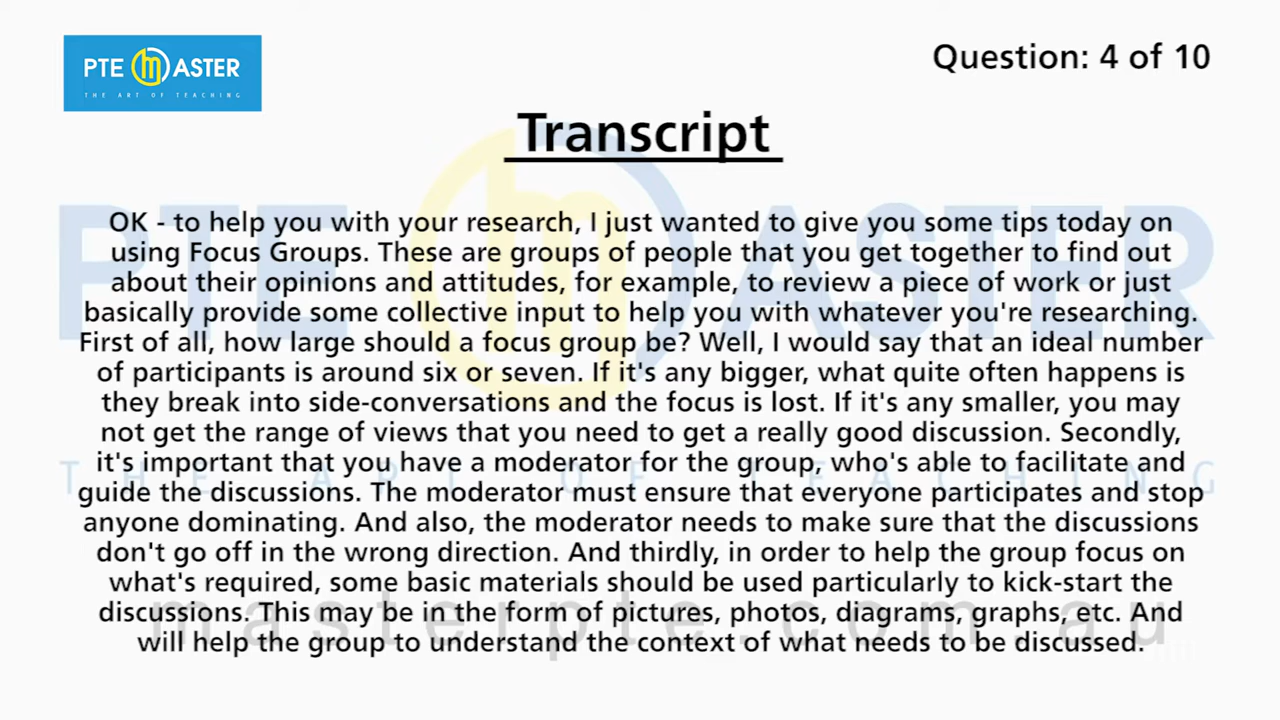 PTE MASTER
THE ART OF TEACHING
Question: 4 of 10
Transcript
OK - to help you with your research, I just wanted to give you some tips today on
using Focus Groups. These are groups of people that you get together to find out
about their opinions and attitudes, for example, to review a piece of work or just
basically provide some collective input to help you with whatever you're researching.
First of all, how large should a focus group be? Well, I would say that an ideal number
of participants is around six or seven. If it's any bigger, what quite often happens is
they break into side-conversations and the focus is lost. If it's any smaller, you may
not get the range of views that you need to get a really good discussion. Secondly,
it's important that you have a moderator for the group, who's able to facilitate and
guide the discussions. The moderator must ensure that everyone participates and stop
anyone dominating. And also, the moderator needs to make sure that the discussions
don't go off in the wrong direction. And thirdly, in order to help the group focus on
what's required, some basic materials should be used particularly to kick-start the
discussions. This may be in the form of pictures, photos, diagrams, graphs, etc. And
will help the group to understand the context of what needs to be discussed.
PTE MASTER
THE ART OF TEACHING
masterpte.com.au